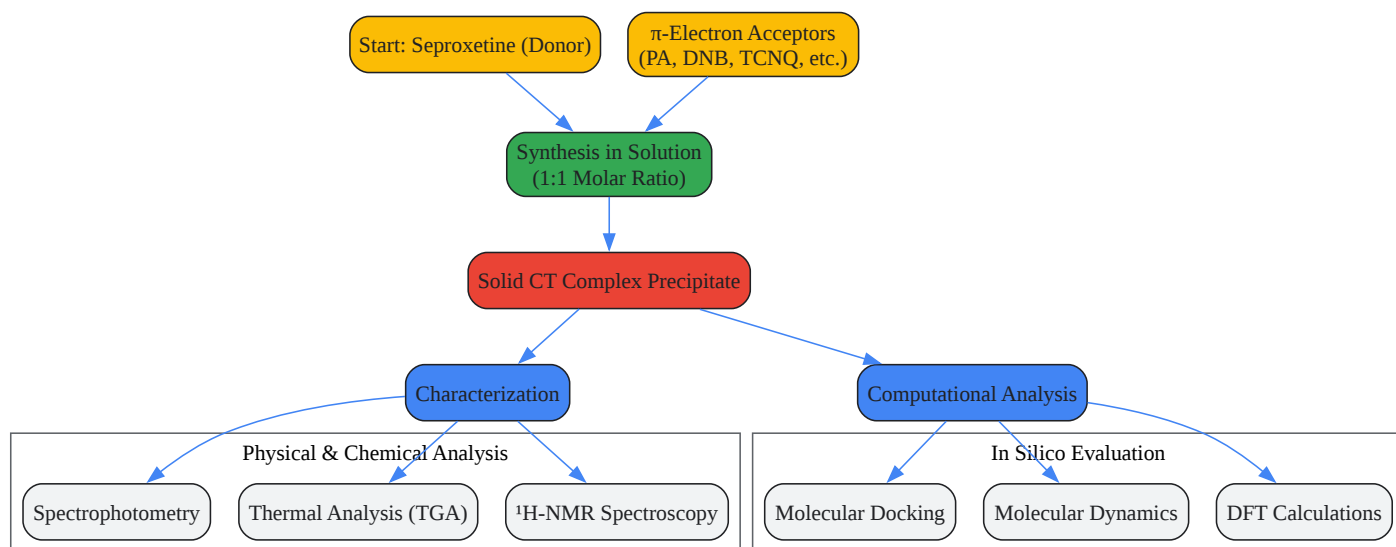 Start: Seproxetine (Donor)
π-Electron Acceptors
(PA, DNB, TCNQ, etc.)
Synthesis in Solution
(1:1 Molar Ratio)
Solid CT Complex Precipitate
Characterization
Computational Analysis
Physical & Chemical Analysis
In Silico Evaluation
Spectrophotometry
Thermal Analysis (TGA)
¹H-NMR Spectroscopy
Molecular Docking
Molecular Dynamics
DFT Calculations